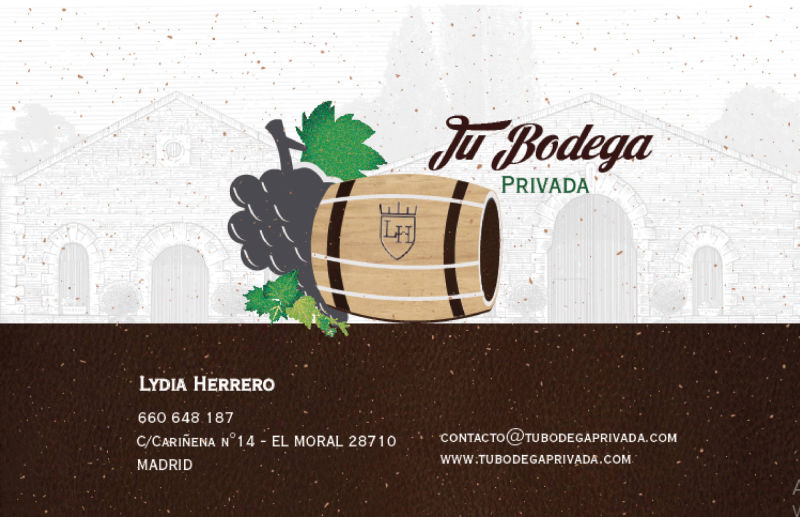 Tu Bodega
PRIVADA
LH
LYDIA HERRERO
660 648 187
C/CARIÑENA Nº14 - EL MORAL 28710
MADRID
CONTACTO@TUBODEGAPRIVADA.COM
WWW.TUBODEGAPRIVADA.COM